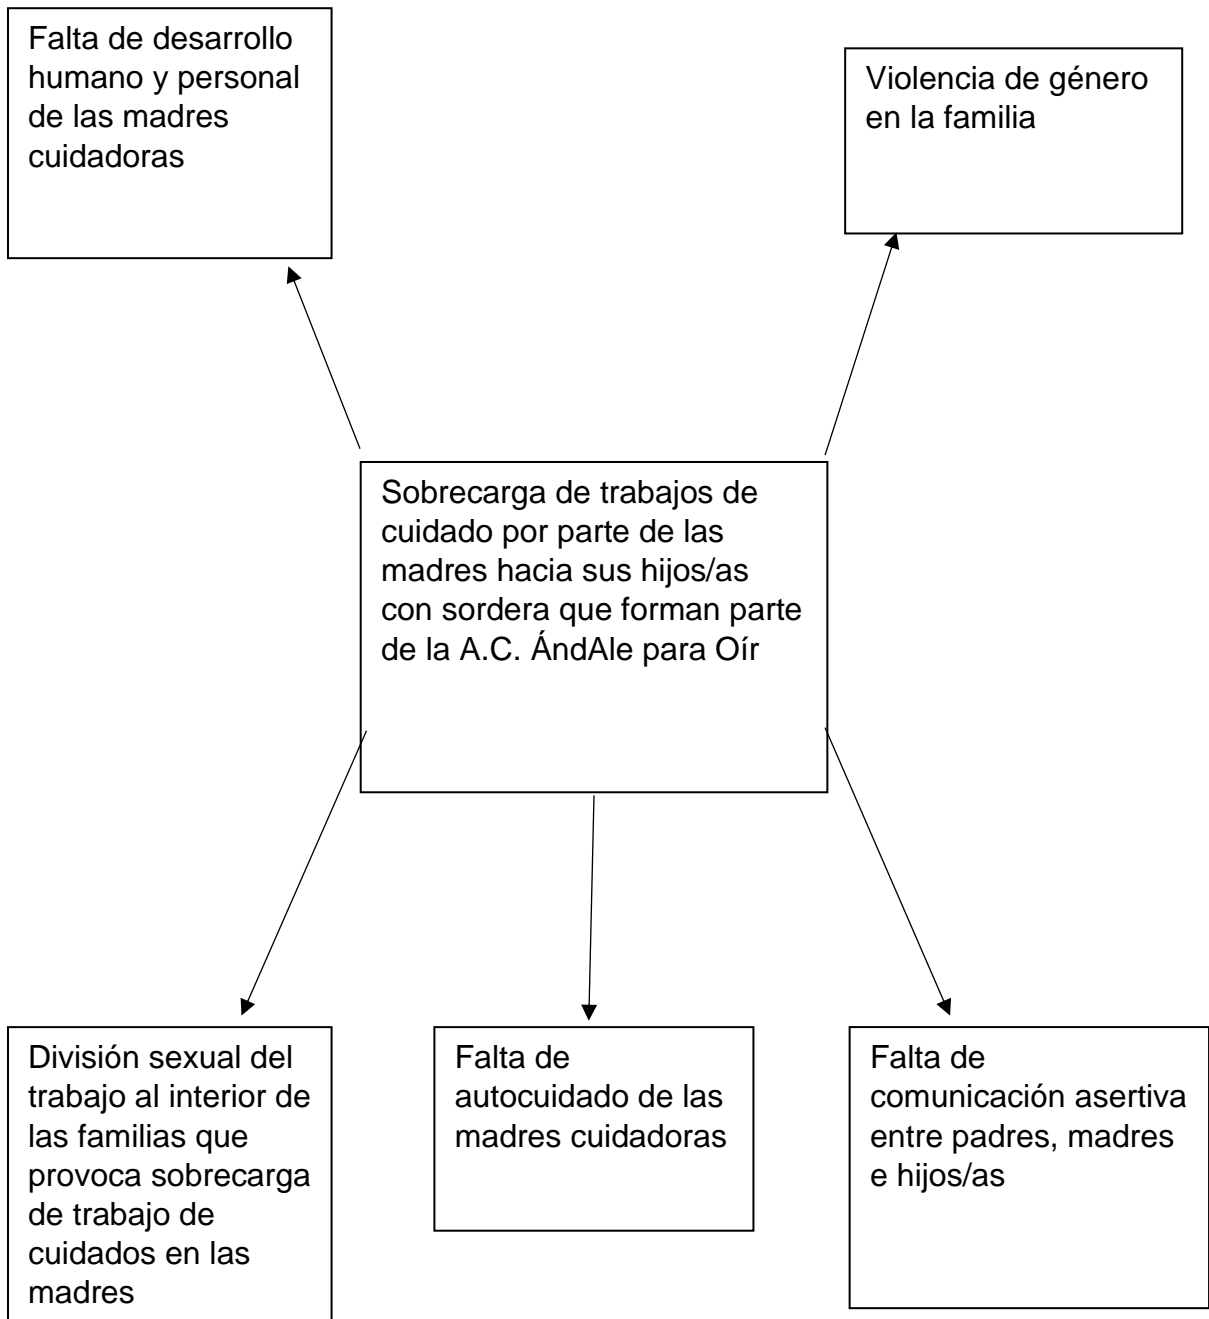 Falta de desarrollo
humano y personal
de las madres
cuidadoras
Violencia de género
en la familia
Sobrecarga de trabajos de
cuidado por parte de las
madres hacia sus hijos/as
con sordera que forman parte
de la A.C. ÁndAle para Oír
División sexual del
trabajo al interior de
las familias que
provoca sobrecarga
de trabajo de
cuidados en las
madres
Falta de
autocuidado de las
madres cuidadoras
Falta de
comunicación asertiva
entre padres, madres
e hijos/as